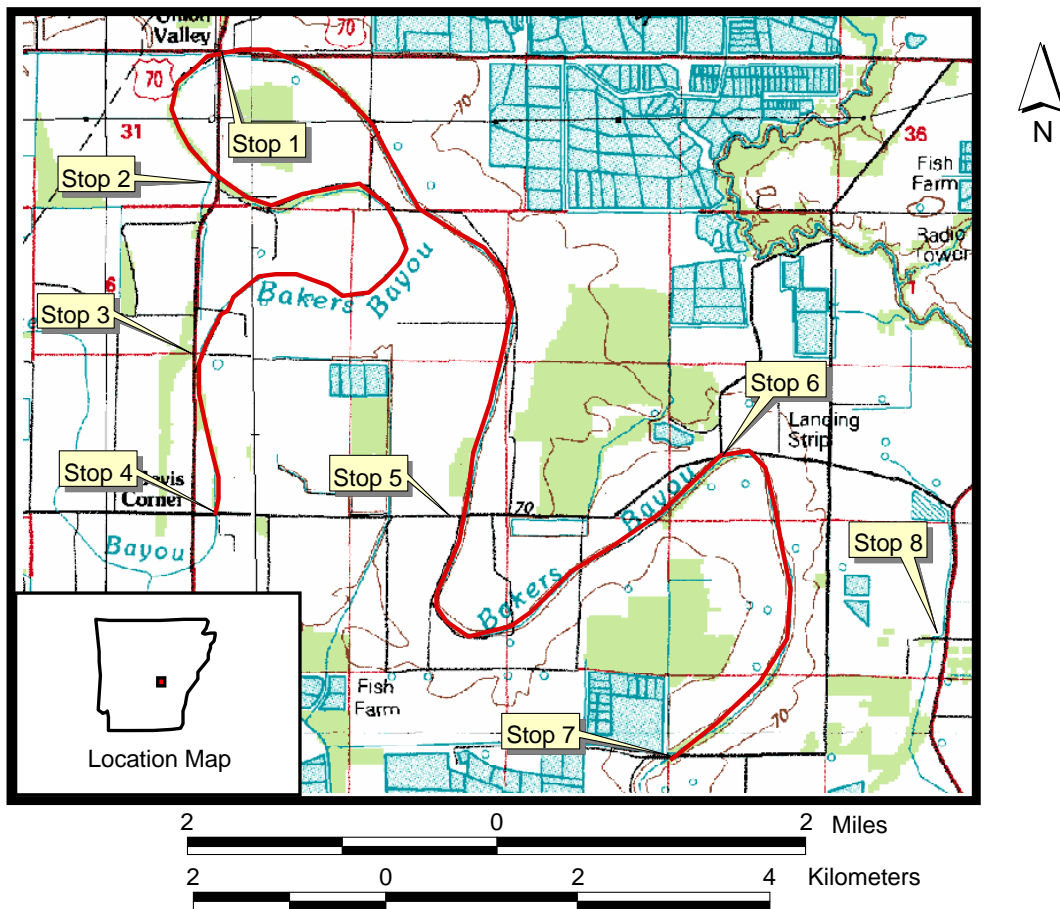 Union
Valley
70
70
70
31
36
Stop 1
Stop 2
Fish
Farm
Radio
Tower
6
1
Bakers
Bayou
Stop 3
Stop 6
Landing
Strip
Stop 4
Stop 5
Corner
70
Bayou
Bayou
Bakers
Stop 8
Fish
Farm
70
Stop 7
Location Map
N
2 0 2 Miles
2 0 2 4 Kilometers